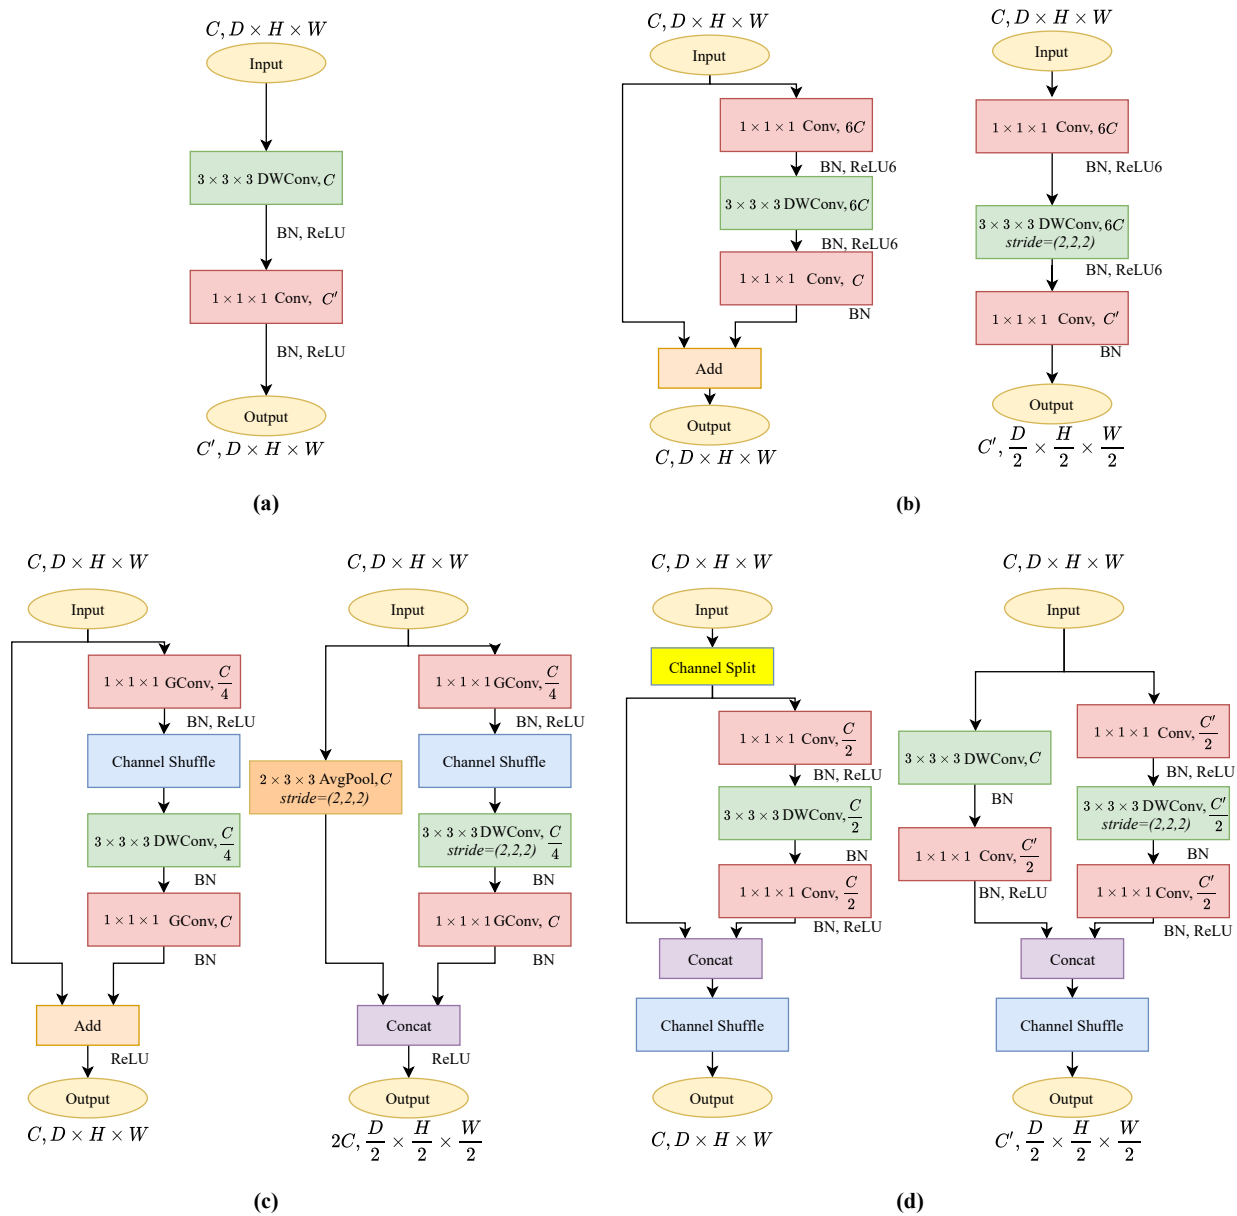 C, D × H × W
Input
3 × 3 × 3 DWConv, C
BN, ReLU
1 × 1 × 1 Conv, C′
BN, ReLU
Output
C′, D × H × W
(a)
C, D × H × W
Input
1 × 1 × 1 Conv, 6C
BN, ReLU6
3 × 3 × 3 DWConv, 6C
BN, ReLU6
1 × 1 × 1 Conv, C
BN
Add
Output
C, D × H × W
C, D × H × W
Input
1 × 1 × 1 Conv, 6C
BN, ReLU6
3 × 3 × 3 DWConv, 6C
stride=(2,2,2)
BN, ReLU6
1 × 1 × 1 Conv, C′
BN
Output
C′, D/2 × H/2 × W/2
(b)
C, D × H × W
Input
1 × 1 × 1 GConv, C/4
BN, ReLU
Channel Shuffle
3 × 3 × 3 DWConv, C/4
BN
1 × 1 × 1 GConv, C
BN
Add
ReLU
Output
C, D × H × W
C, D × H × W
Input
1 × 1 × 1 GConv, C/4
BN, ReLU
Channel Shuffle
2 × 3 × 3 AvgPool, C
stride=(2,2,2)
3 × 3 × 3 DWConv, C/4
stride=(2,2,2)
BN
1 × 1 × 1 GConv, C
BN
Concat
ReLU
Output
2C, D/2 × H/2 × W/2
(c)
C, D × H × W
Input
Channel Split
1 × 1 × 1 Conv, C/2
BN, ReLU
3 × 3 × 3 DWConv, C/2
BN
1 × 1 × 1 Conv, C/2
BN, ReLU
Concat
Channel Shuffle
Output
C, D × H × W
C, D × H × W
Input
3 × 3 × 3 DWConv, C
BN
1 × 1 × 1 Conv, C′/2
BN, ReLU
1 × 1 × 1 Conv, C′/2
BN, ReLU
3 × 3 × 3 DWConv, C′/2
stride=(2,2,2)
BN
1 × 1 × 1 Conv, C′/2
BN, ReLU
Concat
Channel Shuffle
Output
C′, D/2 × H/2 × W/2
(d)